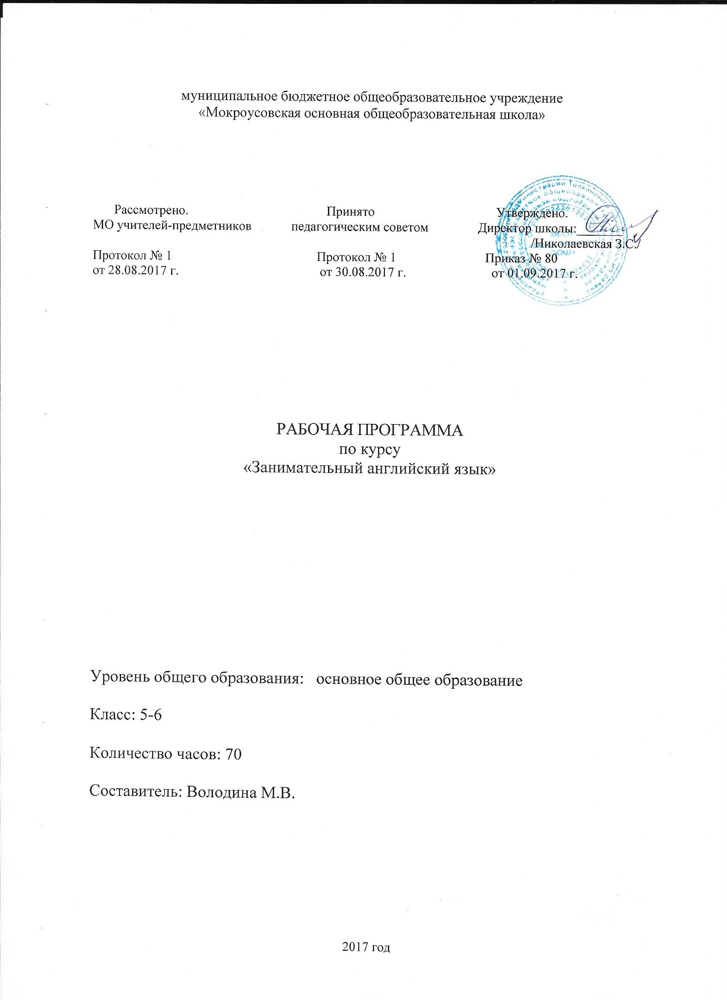 муниципальное бюджетное общеобразовательное учреждение
«Мокроусовская основная общеобразовательная школа»
Рассмотрено.
МО учителей-предметников
Протокол № 1
от 28.08.2017 г.
Принято
педагогическим советом
Протокол № 1
от 30.08.2017 г.
Утверждено.
Директор школы:
/Николаевская З.С./
Приказ № 80
от 01.09.2017 г.
РАБОЧАЯ ПРОГРАММА
по курсу
«Занимательный английский язык»
Уровень общего образования: основное общее образование
Класс: 5-6
Количество часов: 70
Составитель: Володина М.В.
2017 год